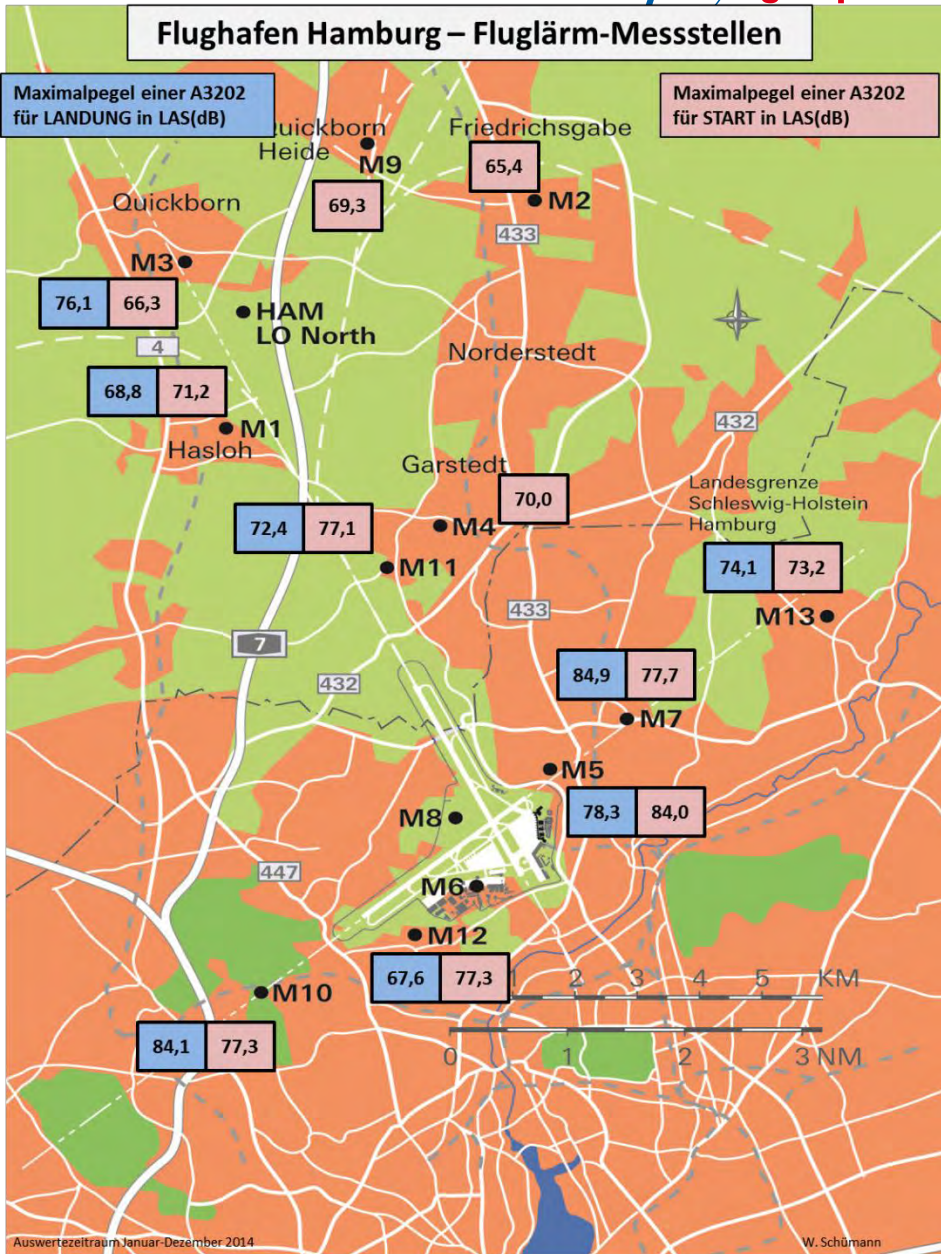 Flughafen Hamburg – Fluglärm-Messstellen
Maximalpegel einer A3202
für LANDUNG in LAS(dB)
Maximalpegel einer A3202
für START in LAS(dB)
Quickborn
Heide
M9
69,3
Friedrichsgabe
65,4
M2
433
Quickborn
M3
76,1 66,3
HAM
LO North
4
68,8 71,2
M1
Hasloh
Norderstedt
432
Garstedt
70,0
Landesgrenze
Schleswig-Holstein
Hamburg
72,4 77,1
M4
M11
74,1 73,2
M13
433
7
432
84,9 77,7
M7
M5
78,3 84,0
M8
447
M6
M12
67,6 77,3
M10
84,1 77,3
1 2 3 4 5 KM
0 1 2 3 NM
Auswertezeitraum Januar-Dezember 2014
W. Schümann